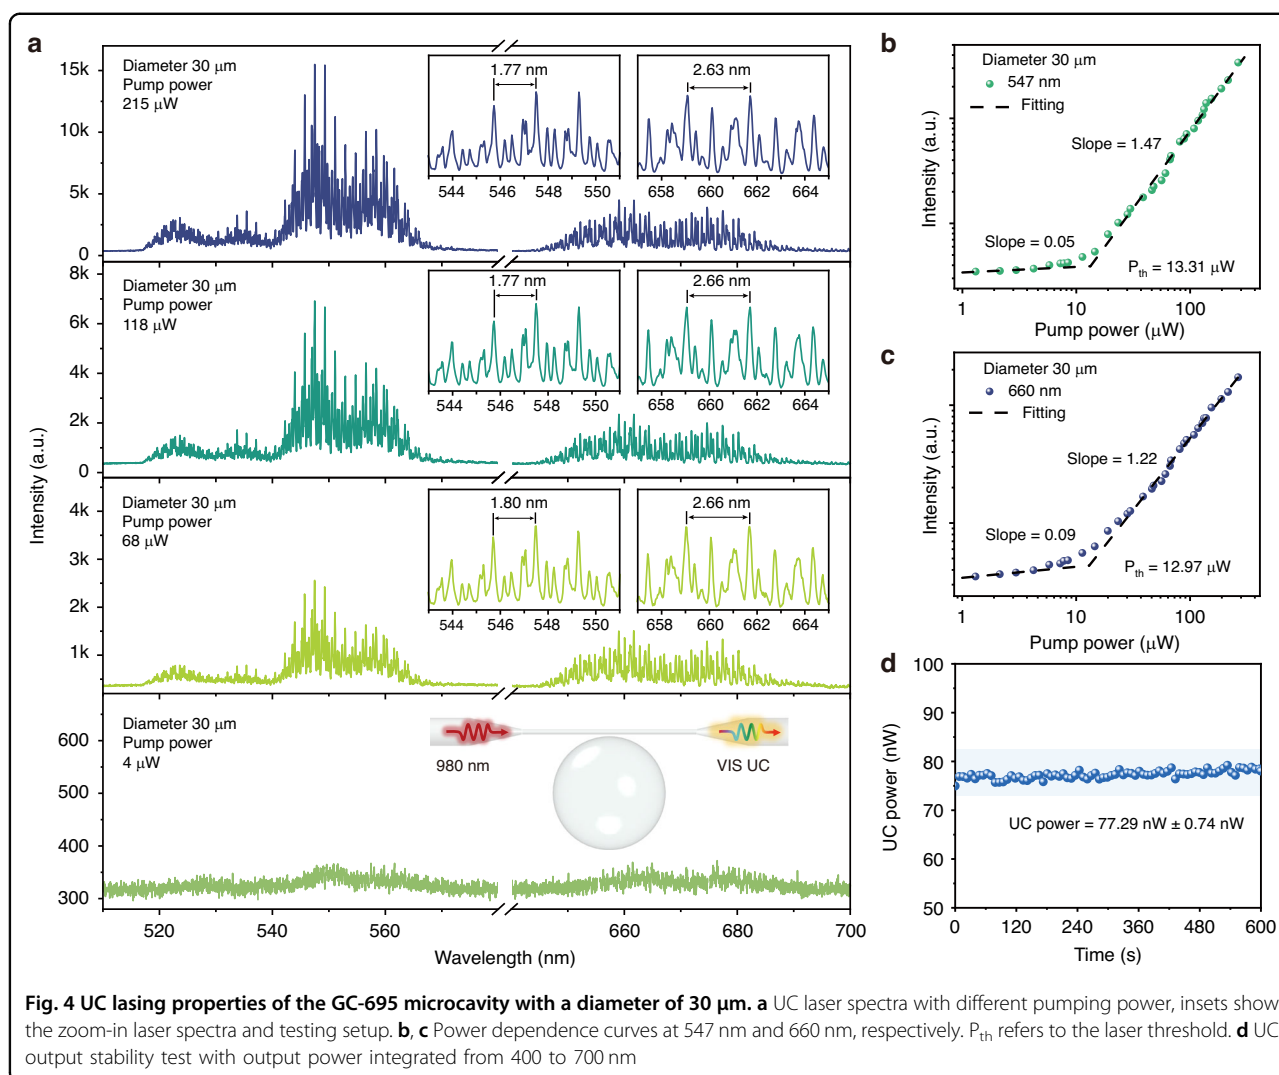 a
Diameter 30 μm
Pump power
215 μW
15k
10k
5k
0
1.77 nm
544 546 548 550
2.63 nm
658 660 662 664
Diameter 30 μm
Pump power
118 μW
8k
6k
4k
2k
0
1.77 nm
544 546 548 550
2.66 nm
658 660 662 664
Diameter 30 μm
Pump power
68 μW
4k
3k
2k
1k
1.80 nm
544 546 548 550
2.66 nm
658 660 662 664
Diameter 30 μm
Pump power
4 μW
600
500
400
300
980 nm
VIS UC
520 540 560 660 680 700
Wavelength (nm)
Intensity (a.u.)
b
Diameter 30 μm
547 nm
Fitting
Slope = 1.47
Slope = 0.05
Pth = 13.31 μW
1 10 100
Pump power (μW)
Intensity (a.u.)
c
Diameter 30 μm
660 nm
Fitting
Slope = 1.22
Slope = 0.09
Pth = 12.97 μW
1 10 100
Pump power (μW)
Intensity (a.u.)
d
100
90
80
70
60
50
UC power (nW)
UC power = 77.29 nW ± 0.74 nW
0 120 240 360 480 600
Time (s)
Fig. 4 UC lasing properties of the GC-695 microcavity with a diameter of 30 μm. a UC laser spectra with different pumping power, insets show
the zoom-in laser spectra and testing setup. b, c Power dependence curves at 547 nm and 660 nm, respectively. Pth refers to the laser threshold. d UC
output stability test with output power integrated from 400 to 700 nm